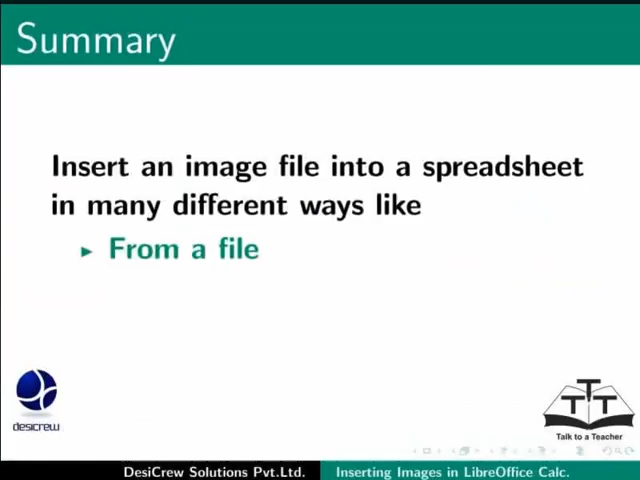 Summary
Insert an image file into a spreadsheet
in many different ways like
► From a file
desicrew
TTT
Talk to a Teacher
DesiCrew Solutions Pvt.Ltd. Inserting Images in LibreOffice Calc.